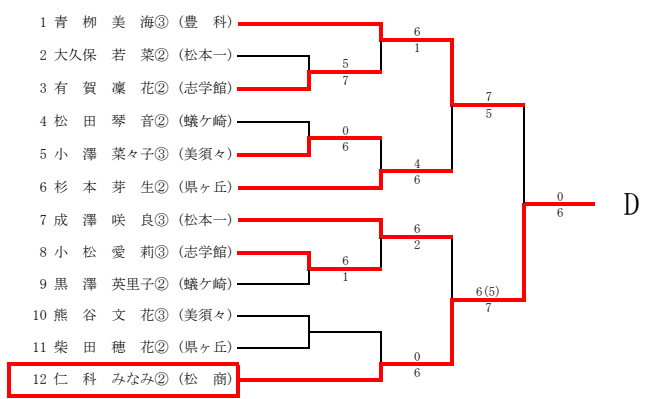 1 青 柳 美 海③ (豊 科)
2 大久保 若 菜② (松本一)
3 有 賀 凜 花② (志学館)
4 松 田 琴 音② (蟻ケ崎)
5 小 澤 菜々子③ (美須々)
6 杉 本 芽 生② (県ヶ丘)
7 成 澤 咲 良③ (松本一)
8 小 松 愛 莉③ (志学館)
9 黒 澤 英里子② (蟻ケ崎)
10 熊 谷 文 花③ (美須々)
11 柴 田 穂 花② (県ヶ丘)
12 仁 科 みなみ② (松 商)
5
7
0
6
6
1
6
1
4
6
6
2
0
6
7
5
6(5)
7
0
6
D